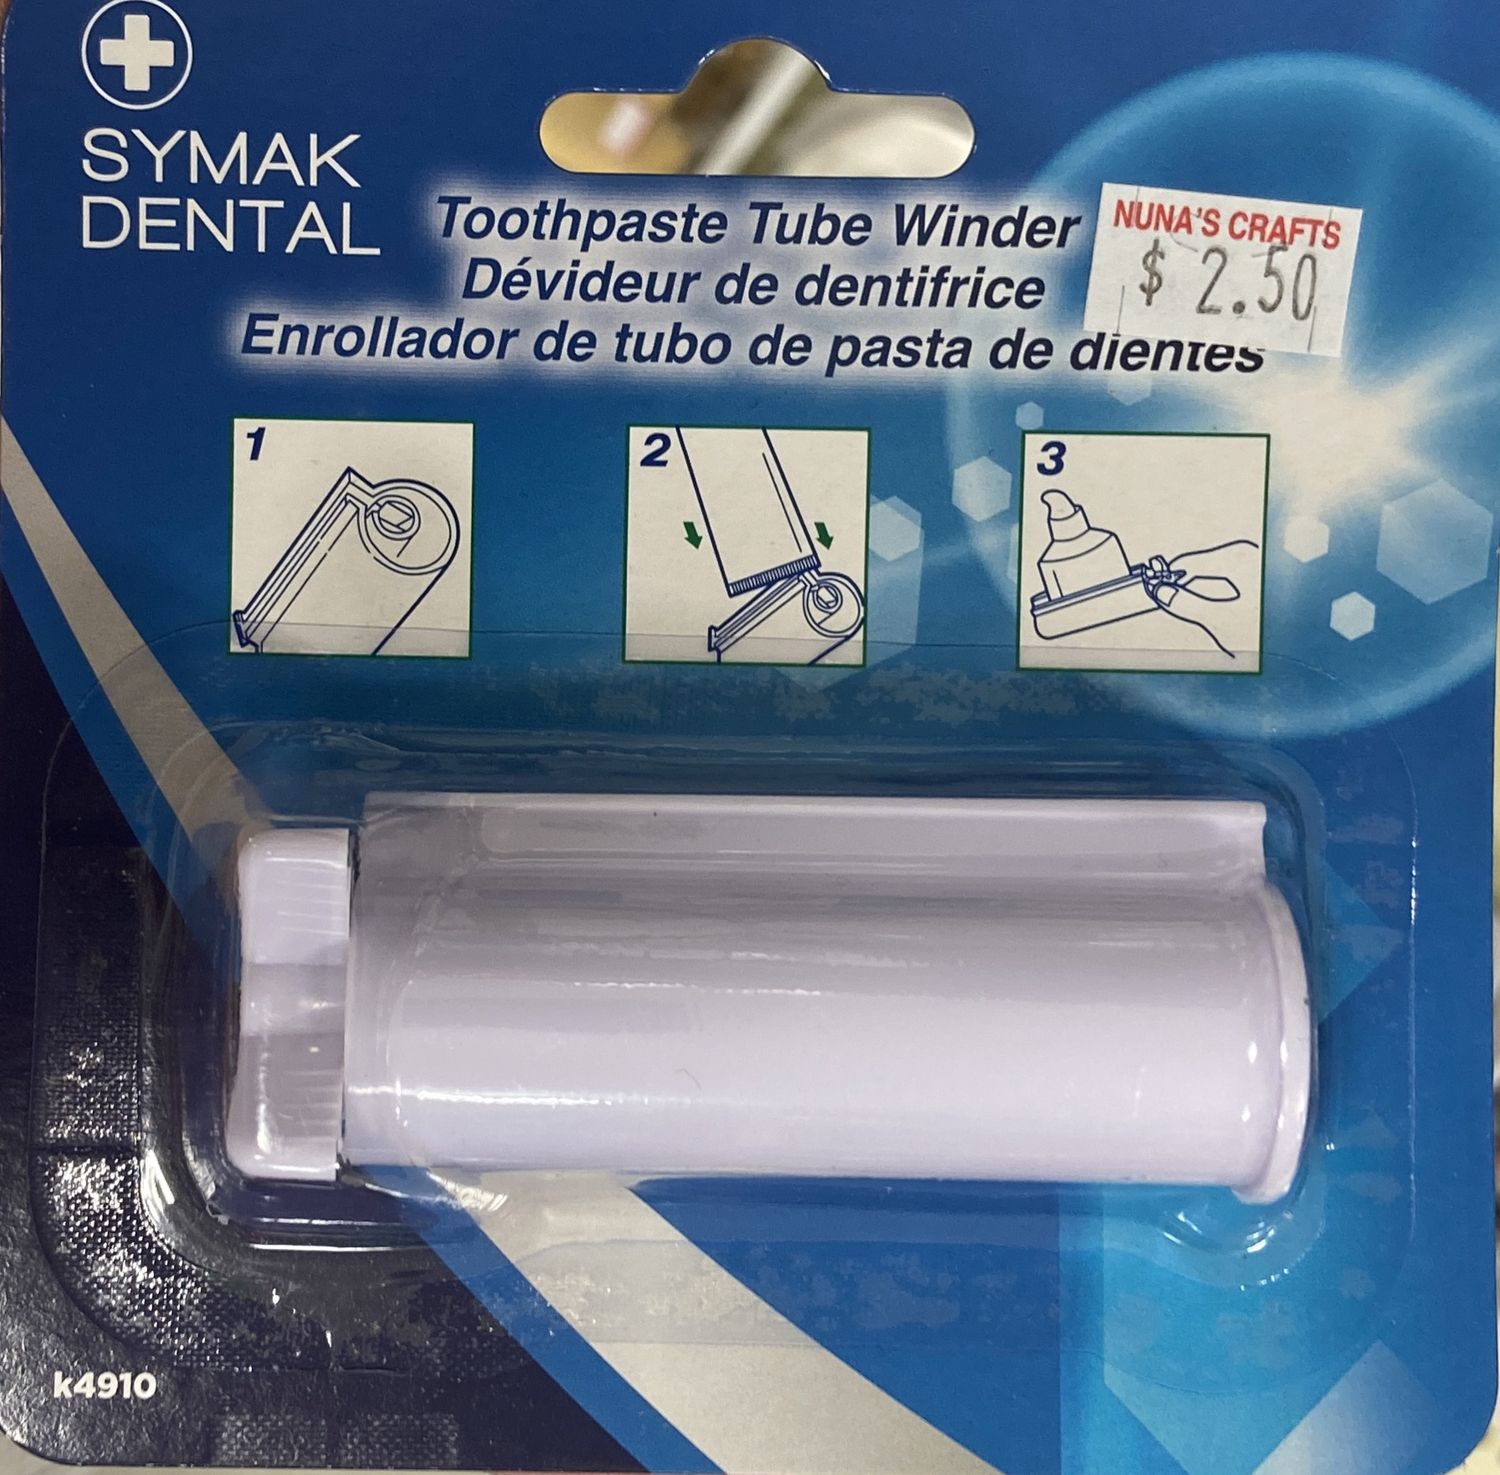 SYMAK
DENTAL
Toothpaste Tube Winder
Dévideur de dentifrice
Enrollador de tubo de pasta de dientes
NUNA'S CRAFTS
$ 2.50
1
2
3
k4910